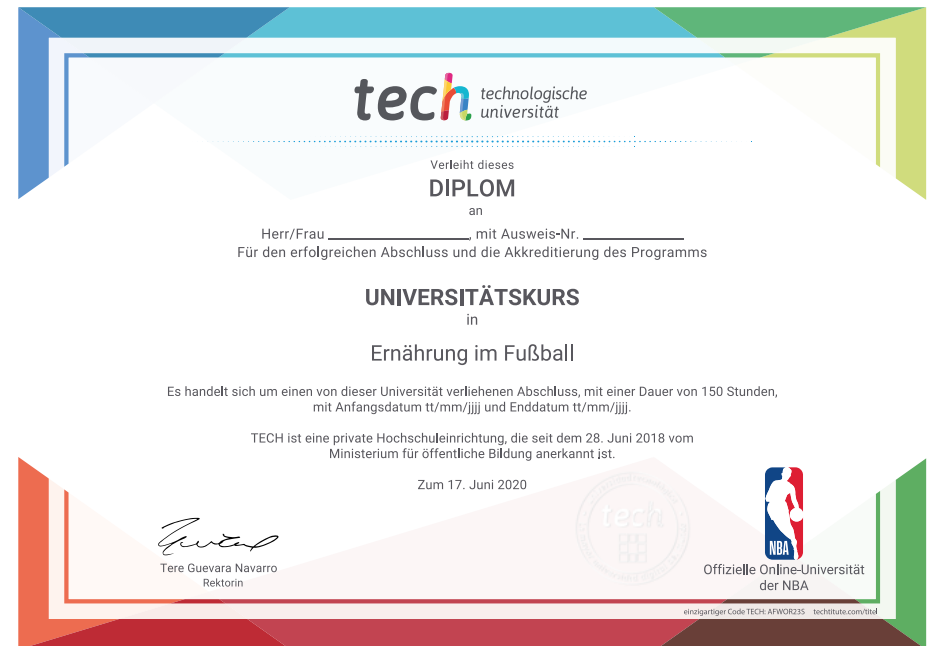 tech technologische
universität
Verleiht dieses
DIPLOM
an
Herr/Frau ____________________, mit Ausweis-Nr. ______________
Für den erfolgreichen Abschluss und die Akkreditierung des Programms
UNIVERSITÄTSKURS
in
Ernährung im Fußball
Es handelt sich um einen von dieser Universität verliehenen Abschluss, mit einer Dauer von 150 Stunden,
mit Anfangsdatum tt/mm/jjjj und Enddatum tt/mm/jjjj.
TECH ist eine private Hochschuleinrichtung, die seit dem 28. Juni 2018 vom
Ministerium für öffentliche Bildung anerkannt ist.
Zum 17. Juni 2020
tech
NBA
Tere Guevara Navarro
Rektorin
Offizielle Online-Universität
der NBA
einzigartiger Code TECH: AFWOR23S techtitute.com/titel